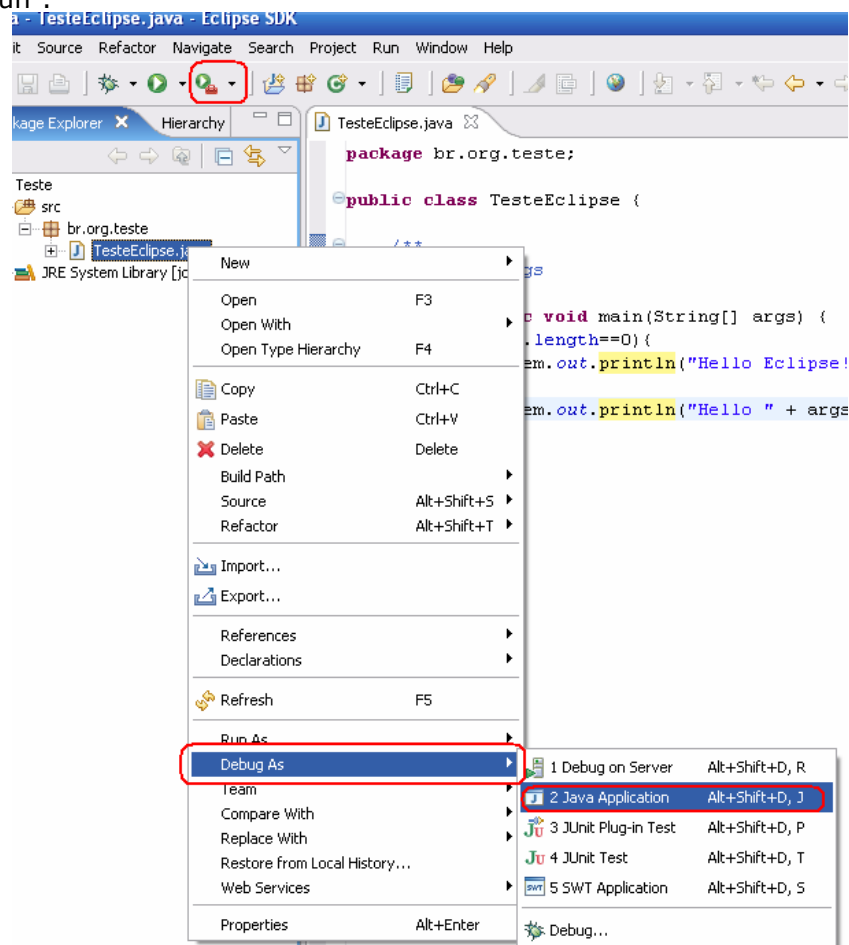 un".
a - TesteEclipse.java - Eclipse SDK
it Source Refactor Navigate Search Project Run Window Help
kage Explorer Hierarchy
TesteEclipse.java
package br.org.teste;
Teste
src
public class TesteEclipse {
br.org.teste
TesteEclipse.j
/**
JRE System Library [j
gs
c void main(String[] args) {
.length==0){
em.out.println("Hello Eclipse!
em.out.println("Hello " + args
New
Open F3
Open With
Open Type Hierarchy F4
Copy Ctrl+C
Paste Ctrl+V
Delete Delete
Build Path
Source Alt+Shift+S
Refactor Alt+Shift+T
Import...
Export...
References
Declarations
Refresh F5
Run As
Debug As
Team
Compare With
Replace With
Restore from Local History...
Web Services
Properties Alt+Enter
1 Debug on Server Alt+Shift+D, R
2 Java Application Alt+Shift+D, J
3 JUnit Plug-in Test Alt+Shift+D, P
4 JUnit Test Alt+Shift+D, T
5 SWT Application Alt+Shift+D, S
Debug...